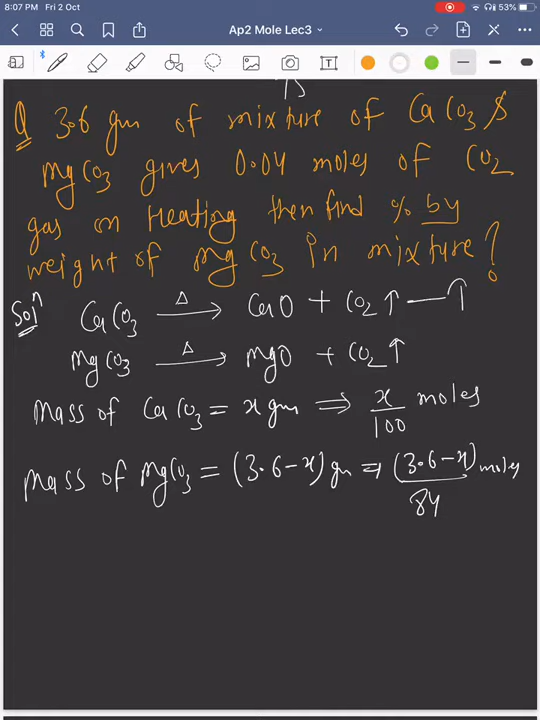 8:07 PM Fri 2 Oct 53%
Ap2 Mole Lec3
Q 3.6 gm of mixture of CaCO3 &
MgCO3 gives 0.04 moles of CO2
gas on Heating then find % by
weight of MgCO3 in mixture?
Sol^n CaCO3 —Δ→ CaO + CO2↑ —↑
MgCO3 —Δ→ MgO + CO2↑
Mass of CaCO3 = x gm ⇒ x/100 moles
Mass of MgCO3 = (3.6-x) gm ⇒ (3.6-x)/84 moles